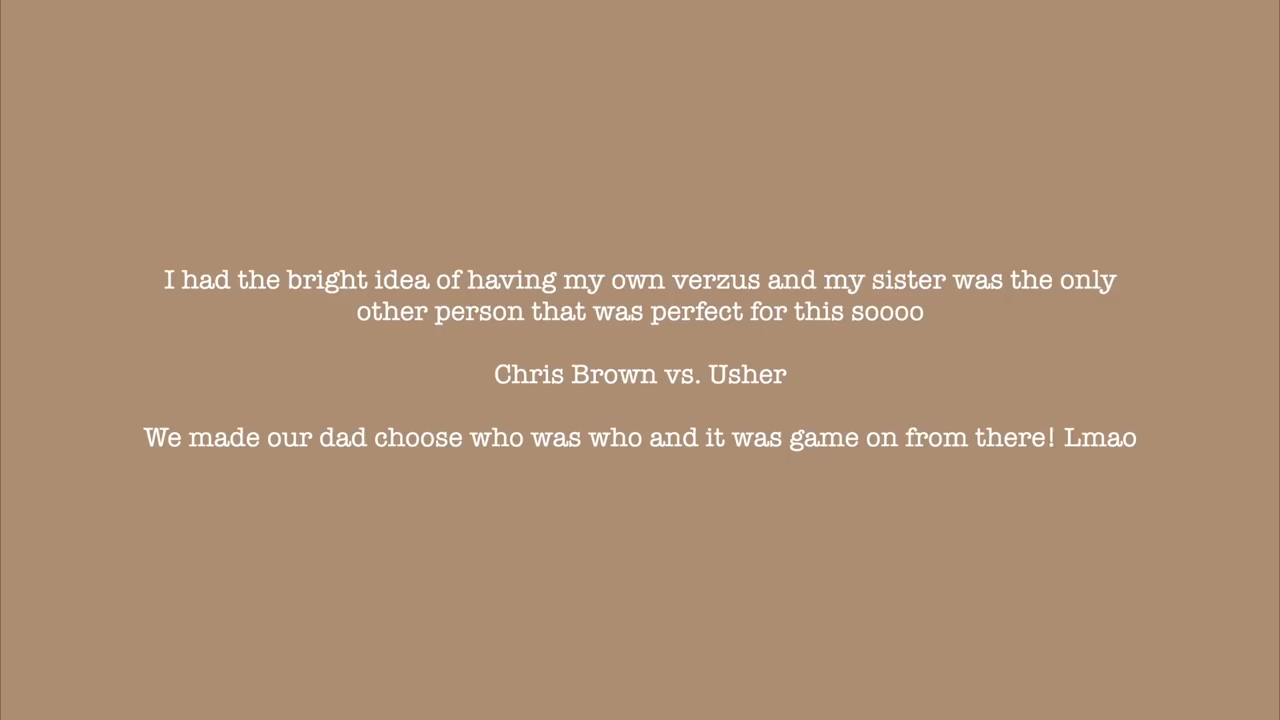 I had the bright idea of having my own verzus and my sister was the only
other person that was perfect for this soooo
Chris Brown vs. Usher
We made our dad choose who was who and it was game on from there! Lmao